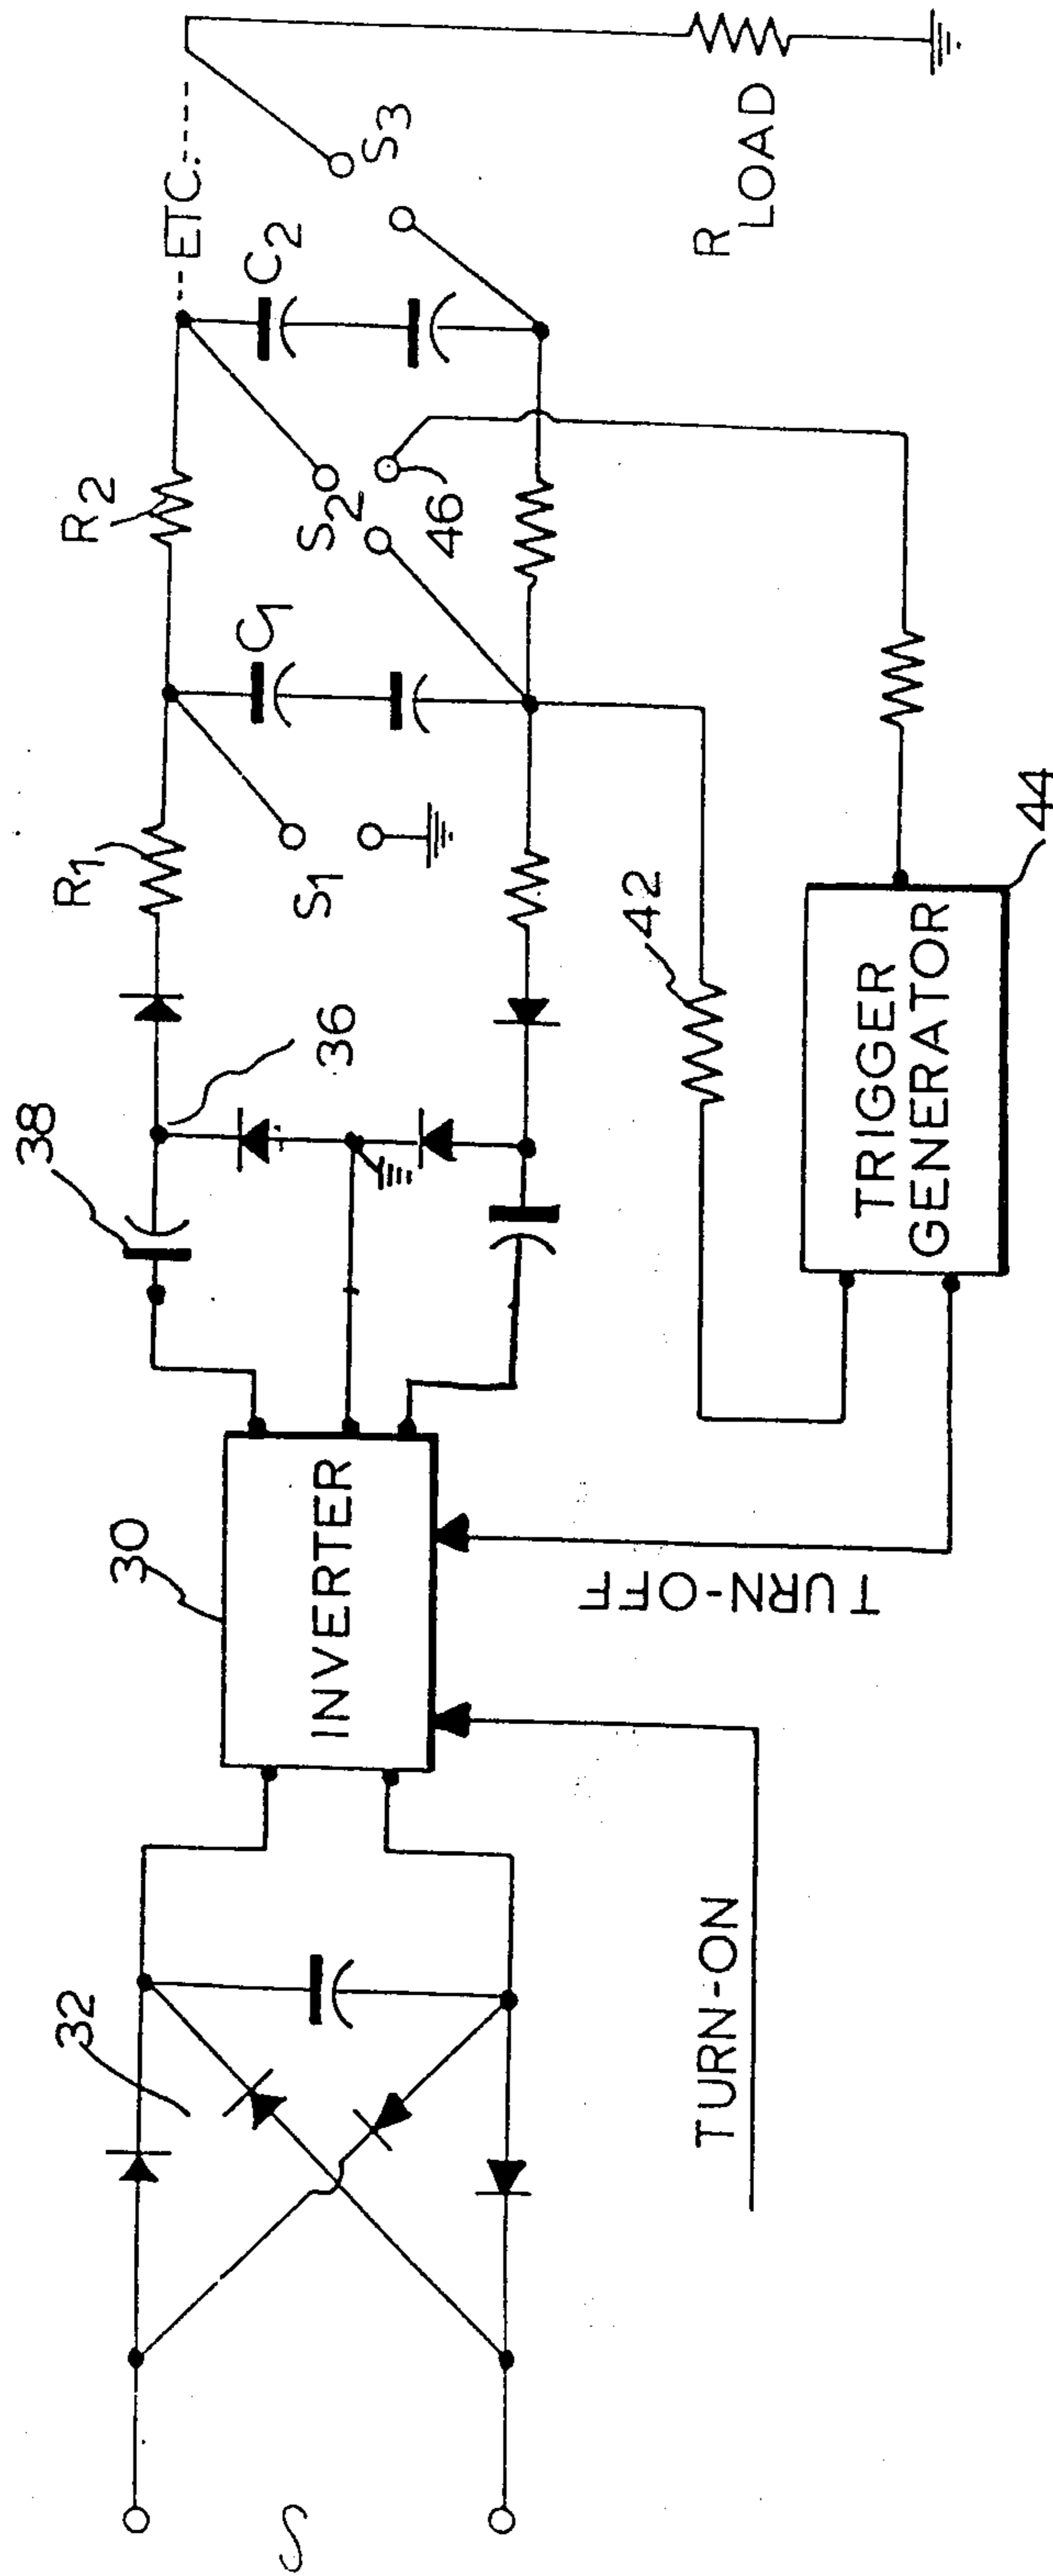 S
32
TURN-ON
30
INVERTER
TURN-OFF
38
36
R1
S1
C1
R2
S2
46
C2
ETC.
S3
R LOAD
42
TRIGGER
GENERATOR
44